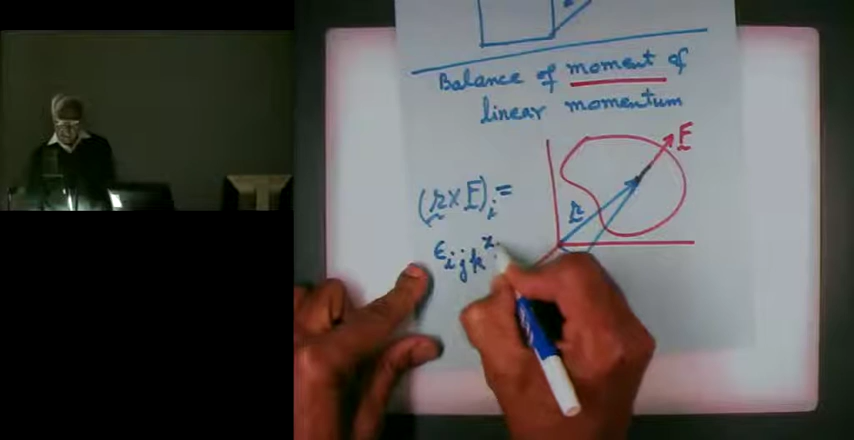 Balance of moment of
linear momentum
F
(r × F)i =
r
ϵijk x